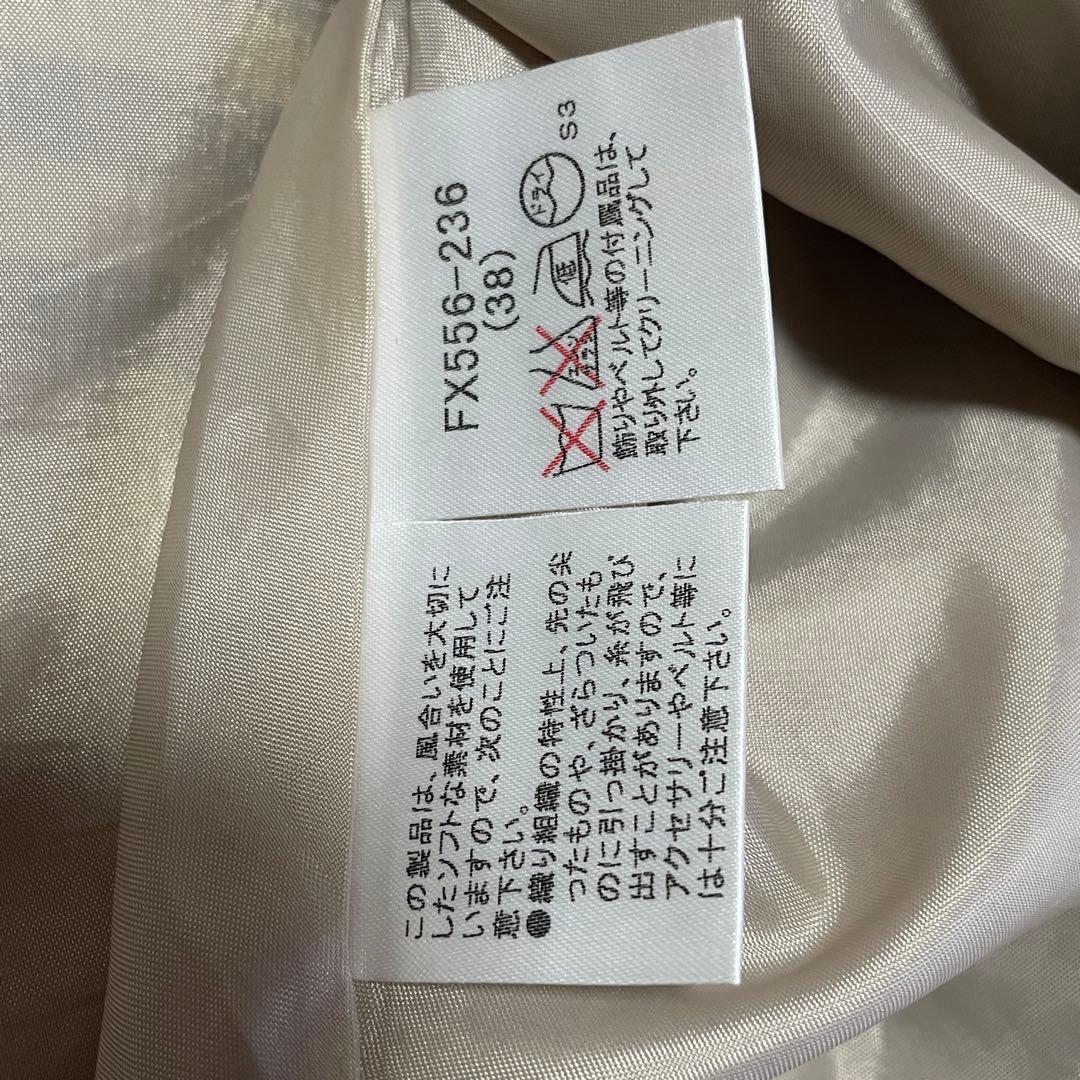 FX556-236
(38)
エンソ
サラシ
低
ドライ
S3
飾りやベルト等の付属品は、
取り外してクリーニングして
下さい。
この製品は、風合いを大切に
したソフトな素材を使用して
いますので、次のことにご注
意下さい。
●織り組織の特性上、先の尖
ったものや、ざらついたも
のに引っ掛かり、糸が飛び
出すことがありますので、
アクセサリーやベルト等に
は十分ご注意下さい。